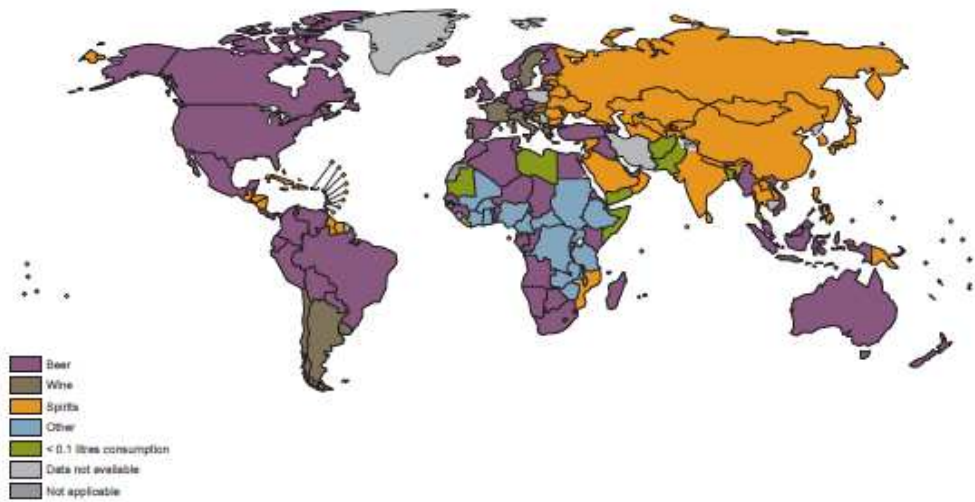 Beer
Wine
Spirits
Other
< 0.1 litres consumption
Data not available
Not applicable